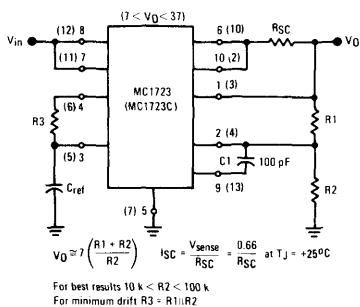 (7 < VO < 37)
Vin
(12) 8
(11) 7
6 (10)
RSC
VO
10 (2)
1 (3)
MC1723
(MC1723C)
(6) 4
R3
R1
(5) 3
2 (4)
C1
100 pF
Cref
9 (13)
R2
(7) 5
VO ≅ 7 (R1 + R2 / R2) ISC = Vsense / RSC = 0.66 / RSC at TJ = +25°C
For best results 10 k < R2 < 100 k
For minimum drift R3 = R1||R2